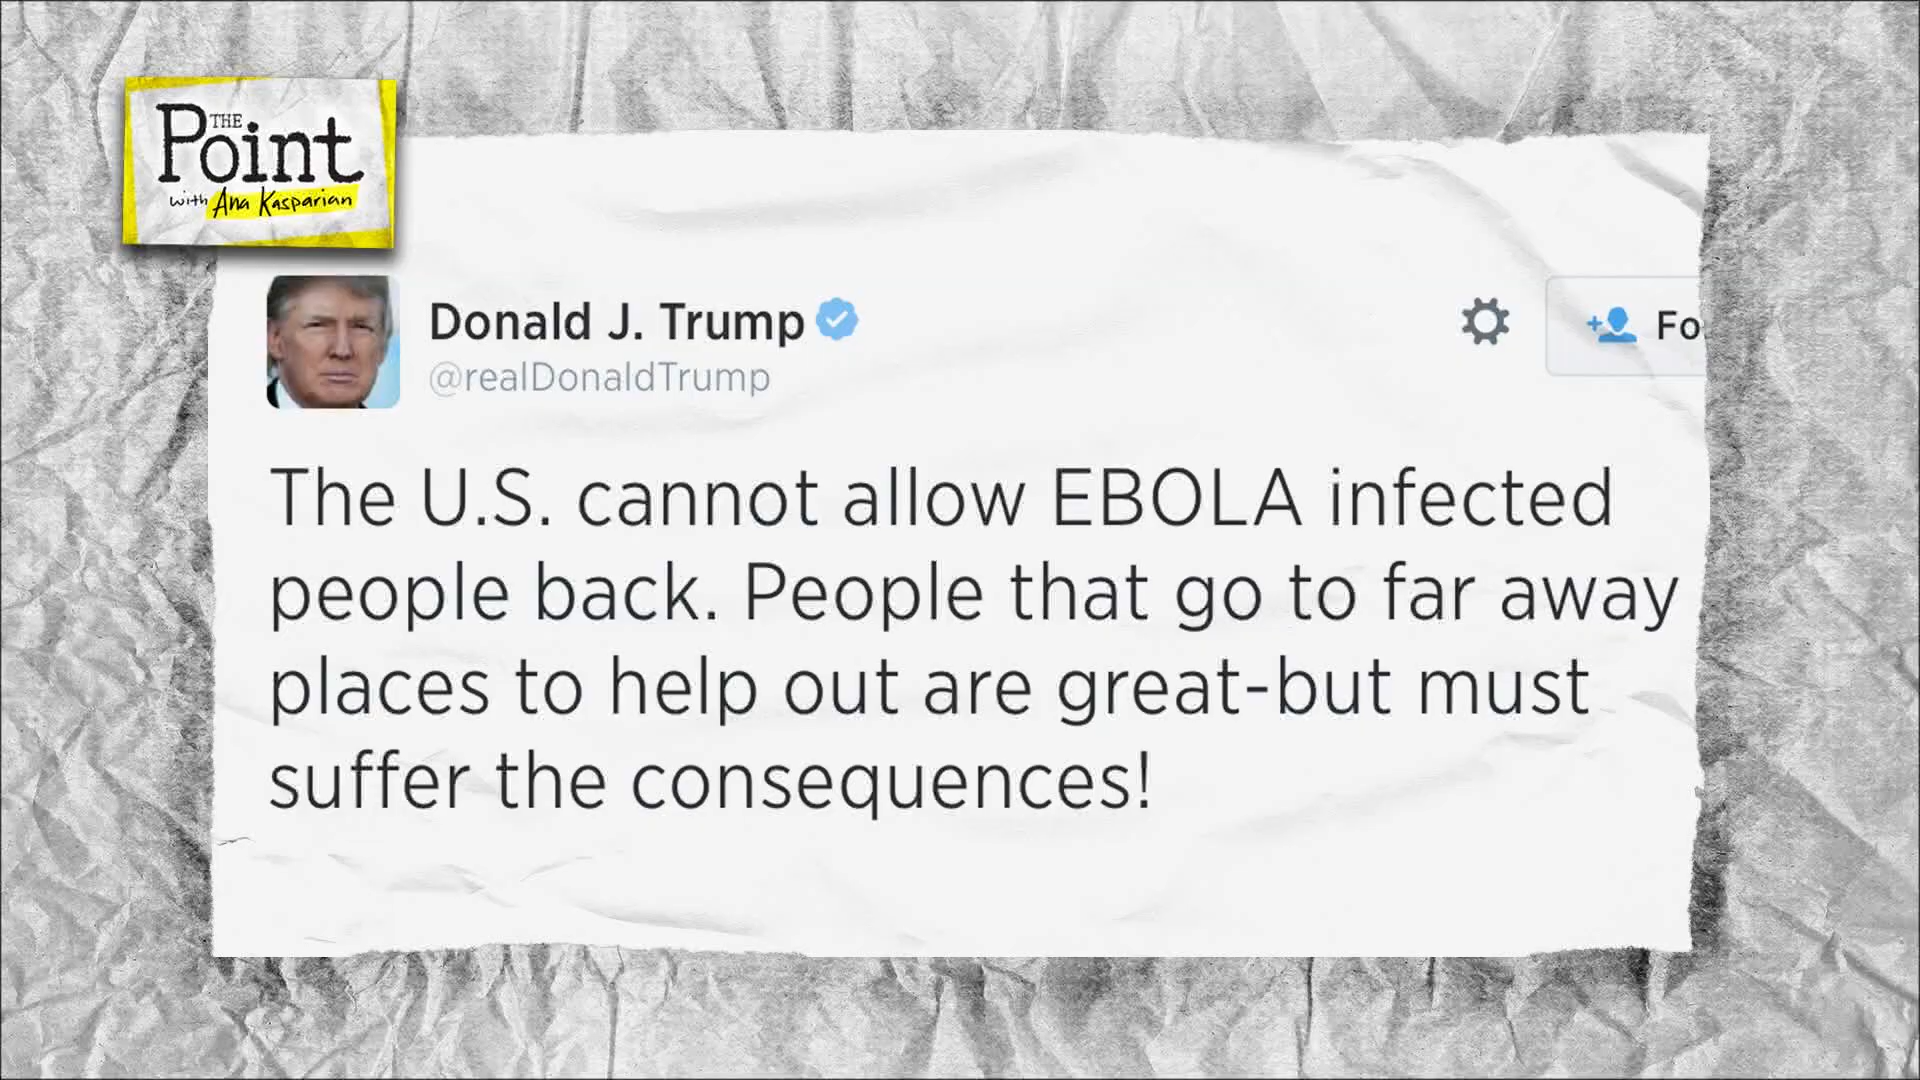 THE
Point
with Ana Kasparian
Donald J. Trump
@realDonaldTrump
Fo
The U.S. cannot allow EBOLA infected
people back. People that go to far away
places to help out are great-but must
suffer the consequences!